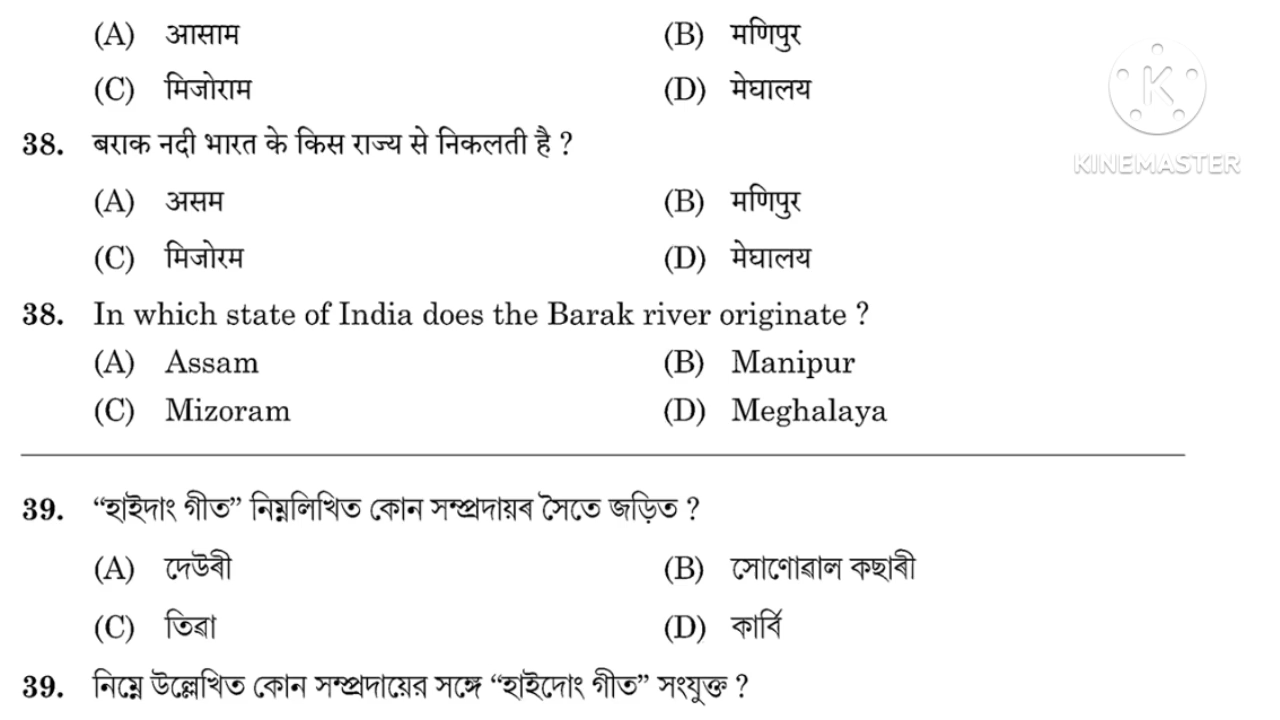 (A) आसाम (B) मणिपुर
(C) मिजोराम (D) मेघालय
38. बराक नदी भारत के किस राज्य से निकलती है ?
(A) असम (B) मणिपुर
(C) मिजोरम (D) मेघालय
38. In which state of India does the Barak river originate ?
(A) Assam (B) Manipur
(C) Mizoram (D) Meghalaya
39. “হাইদাং গীত” নিম্নলিখিত কোন সম্প্ৰদায়ৰ সৈতে জড়িত ?
(A) দেউৰী (B) সোণোৱাল কছাৰী
(C) তিৱা (D) কাৰ্বি
39. নিম্নে উল্লেখিত কোন সম্প্রদায়ের সঙ্গে “হাইদোং গীত” সংযুক্ত ?
K
KINEMASTER